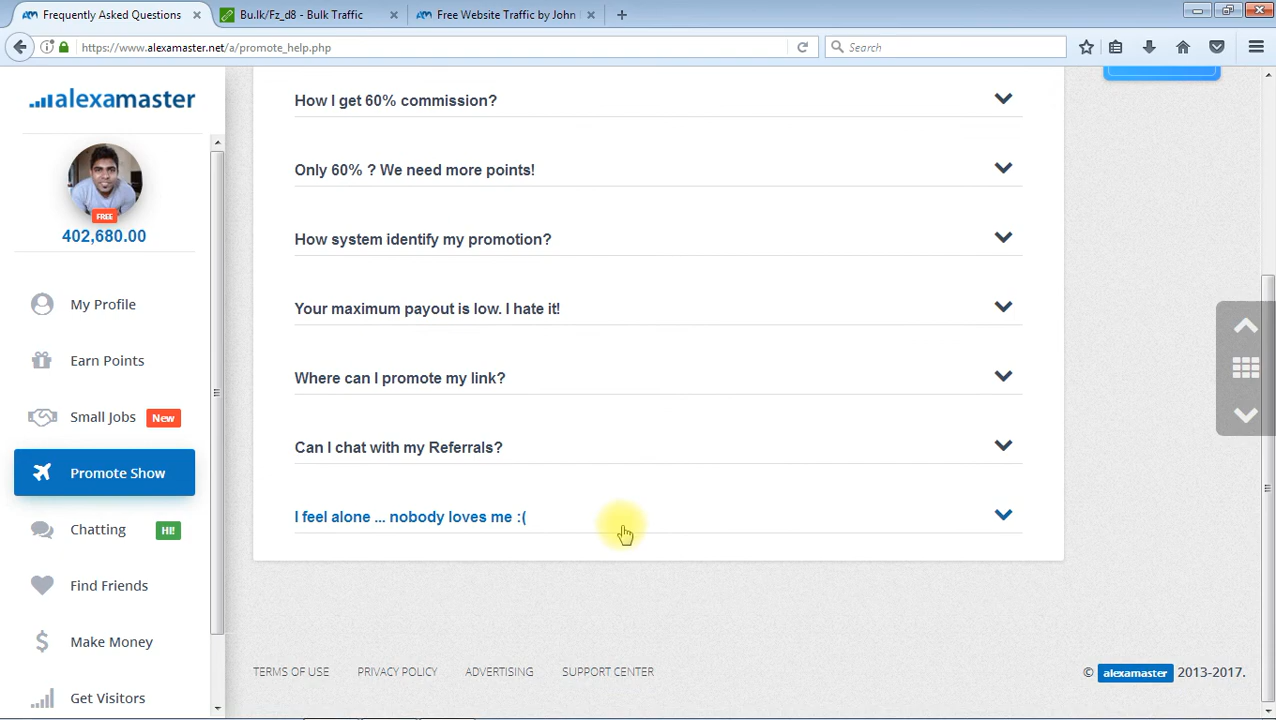 Frequently Asked Questions
Bu.lk/Fz_d8 - Bulk Traffic
Free Website Traffic by John
https://www.alexamaster.net/a/promote_help.php
Search
alexamaster
FREE
402,680.00
My Profile
Earn Points
Small Jobs New
Promote Show
Chatting HI!
Find Friends
Make Money
Get Visitors
How I get 60% commission?
Only 60% ? We need more points!
How system identify my promotion?
Your maximum payout is low. I hate it!
Where can I promote my link?
Can I chat with my Referrals?
I feel alone ... nobody loves me :(
TERMS OF USE PRIVACY POLICY ADVERTISING SUPPORT CENTER
© alexamaster 2013-2017.